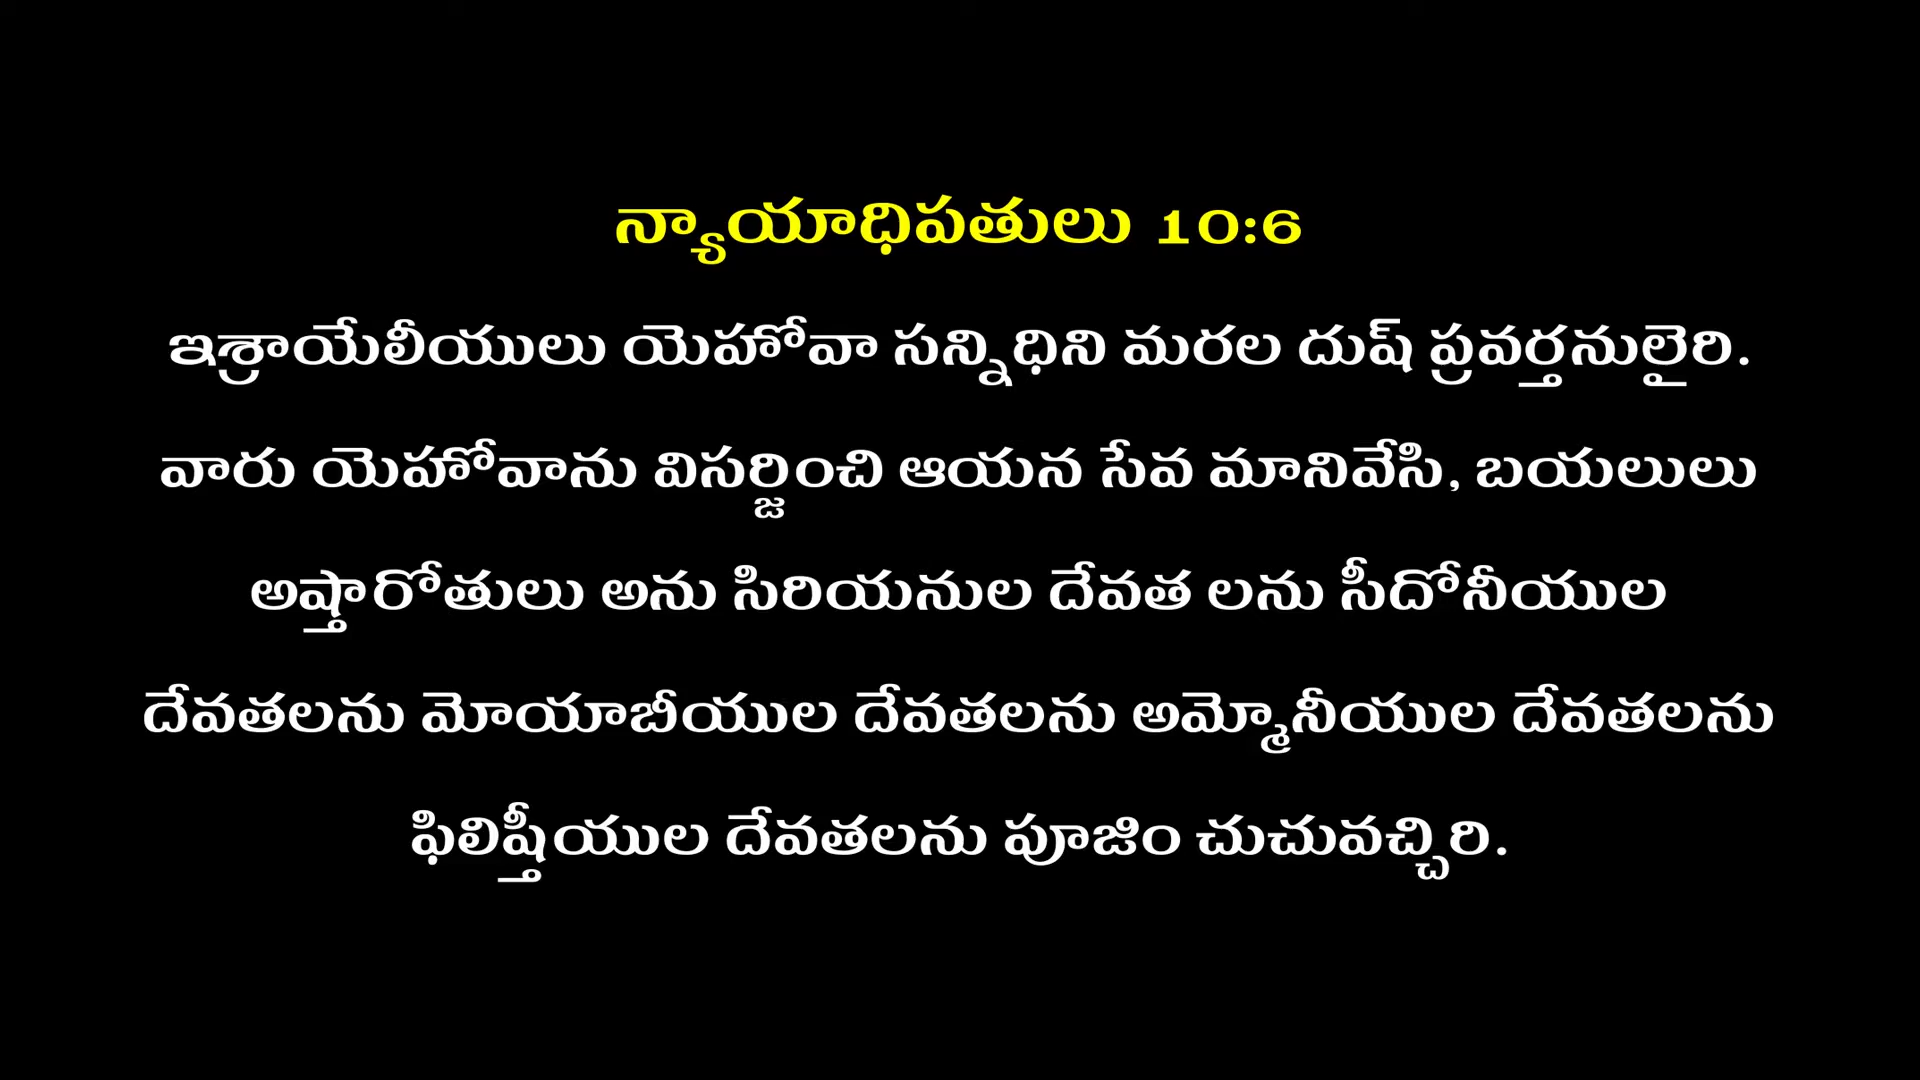 న్యాయాధిపతులు 10:6
ఇశ్రాయేలీయులు యెహోవా సన్నిధిని మరల దుష్ ప్రవర్తనులైరి.
వారు యెహోవాను విసర్జించి ఆయన సేవ మానివేసి, బయలులు
అష్తారోతులు అను సిరియనుల దేవత లను సీదోనీయుల
దేవతలను మోయాబీయుల దేవతలను అమ్మోనీయుల దేవతలను
ఫిలిష్తీయుల దేవతలను పూజిం చుచువచ్చిరి.